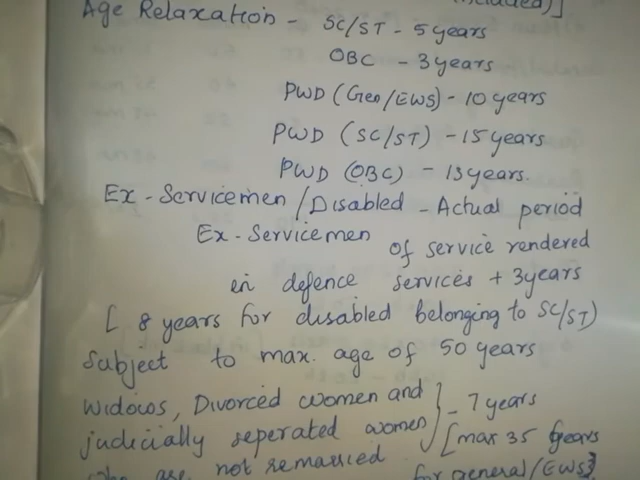 included)]
Age Relaxation - SC/ST - 5 years
OBC - 3 years
PWD (Gen/EWS) - 10 years
PWD (SC/ST) - 15 years
PWD (OBC) - 13 years.
Ex-Servicemen / Disabled - Actual period
Ex-Servicemen of service rendered
in defence services + 3 years
[ 8 years for disabled belonging to SC/ST)
Subject to max. age of 50 years
Widows, Divorced women and } - 7 years
judicially seperated women [max 35 years
who are not remarried for general/EWS}